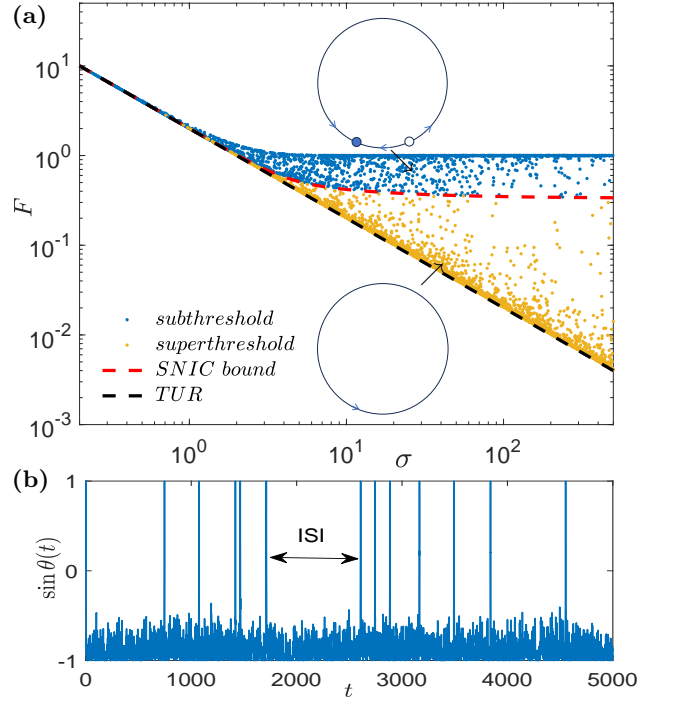 (a)
10^1
10^0
10^-1
10^-2
10^-3
F
subthreshold
superthreshold
SNIC bound
TUR
10^0 10^1 10^2
σ
(b)
1
0
-1
sin θ(t)
ISI
0 1000 2000 3000 4000 5000
t